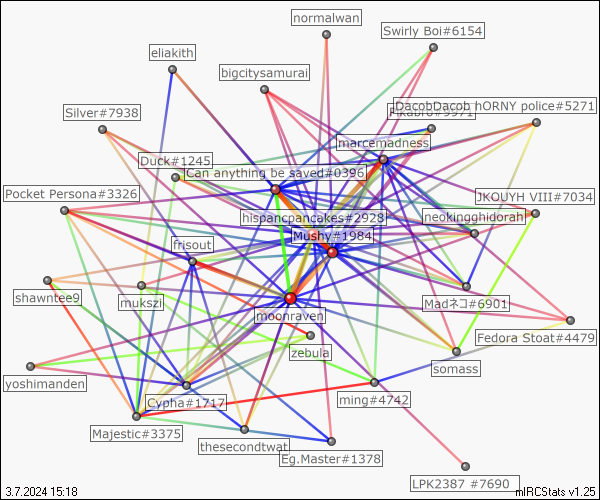 normalwan
Swirly Boi#6154
eliakith
bigcitysamurai
DacobDacob hORNY police#5271
Silver#7938
marcemadness
Duck#1245
Can anything be saved#0396
Pocket Persona#3326
JKOUYH VIII#7034
hispancpancakes#2928
neokingghidorah
Mushy#1984
frisout
shawntee9
mukszi
Madネコ#6901
moonraven
Fedora Stoat#4479
zebula
somass
yoshimanden
Cypha#1717
ming#4742
Majestic#3375
thesecondtwat
Eg.Master#1378
LPK2387 #7690
3.7.2024 15:18
mIRCStats v1.25